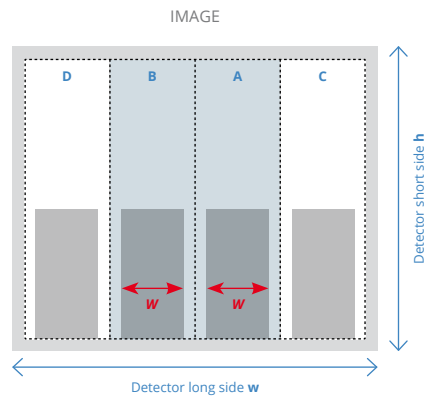 IMAGE
D B A C
W W
Detector short side h
Detector long side w